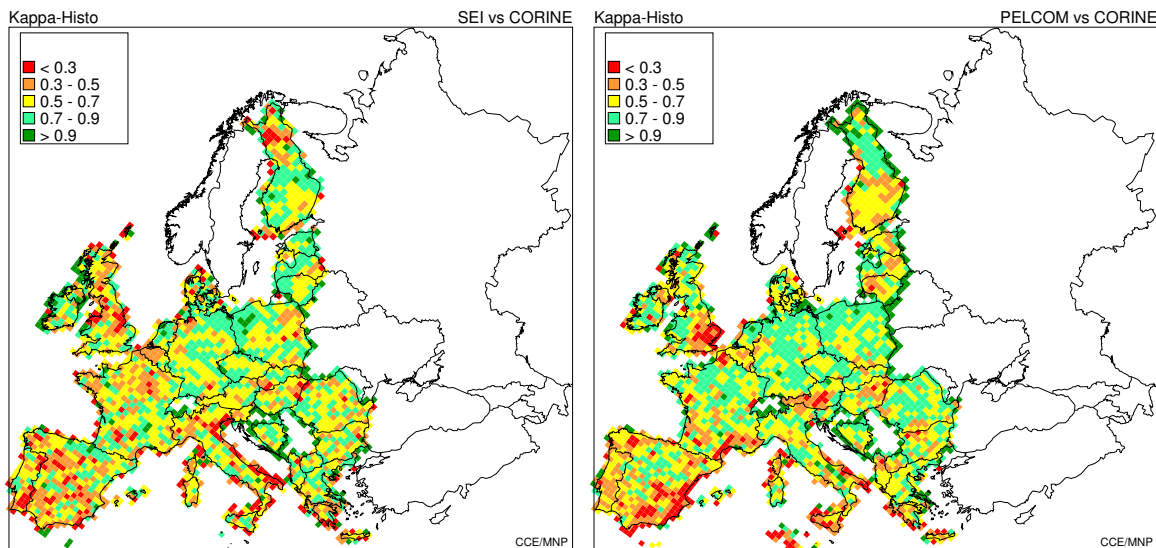 Kappa-Histo SEI vs CORINE
< 0.3
0.3 - 0.5
0.5 - 0.7
0.7 - 0.9
> 0.9
CCE/MNP
Kappa-Histo PELCOM vs CORINE
< 0.3
0.3 - 0.5
0.5 - 0.7
0.7 - 0.9
> 0.9
CCE/MNP